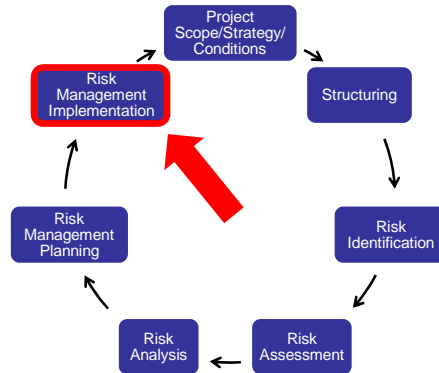 Project
Scope/Strategy/
Conditions
Structuring
Risk
Identification
Risk
Assessment
Risk
Analysis
Risk
Management
Planning
Risk
Management
Implementation